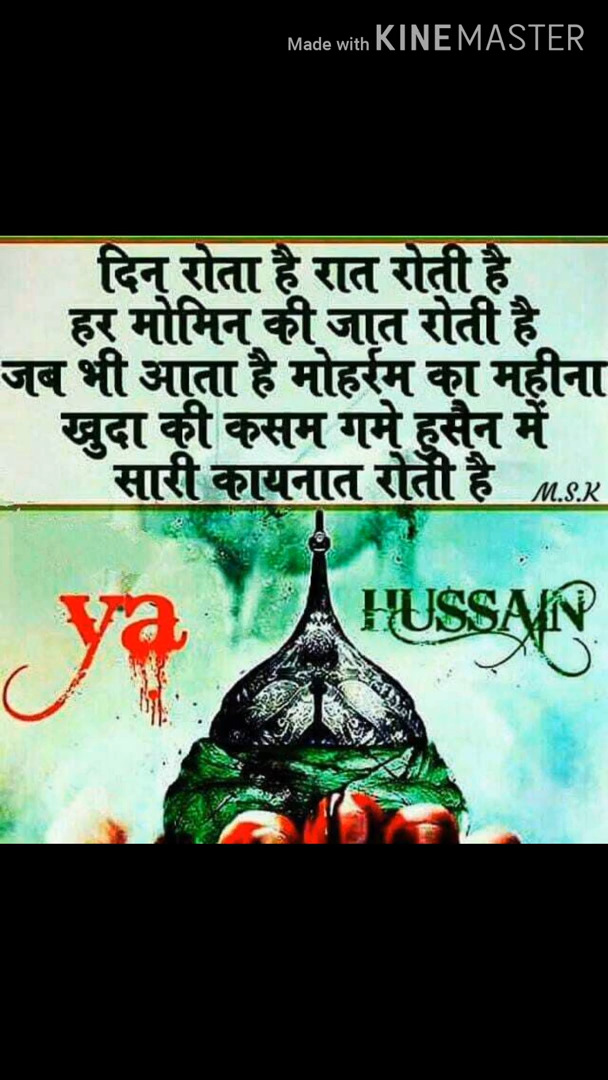 Made with KINEMASTER
दिन रोता है रात रोती है
हर मोमिन की जात रोती है
जब भी आता है मोहर्रम का महीना
खुदा की कसम गमे हुसैन में
सारी कायनात रोती है
M.S.K
ya HUSSAIN